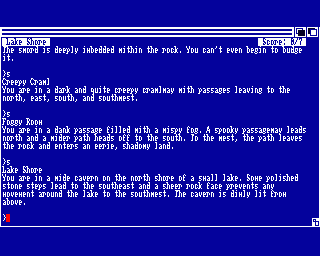 Lake Shore Score: 0/7
The sword is deeply imbedded within the rock. You can't even begin to budge
it.
>s
Creepy Crawl
You are in a dark and quite creepy crawlway with passages leaving to the
north, east, south, and southwest.
>s
Foggy Room
You are in a dank passage filled with a wispy fog. A spooky passageway leads
north and a wider path heads off to the south. To the west, the path leaves
the rock and enters an eerie, shadowy land.
>s
Lake Shore
You are in a wide cavern on the north shore of a small lake. Some polished
stone steps lead to the southeast and a sheer rock face prevents any
movement around the lake to the southwest. The cavern is dimly lit from
above.
>